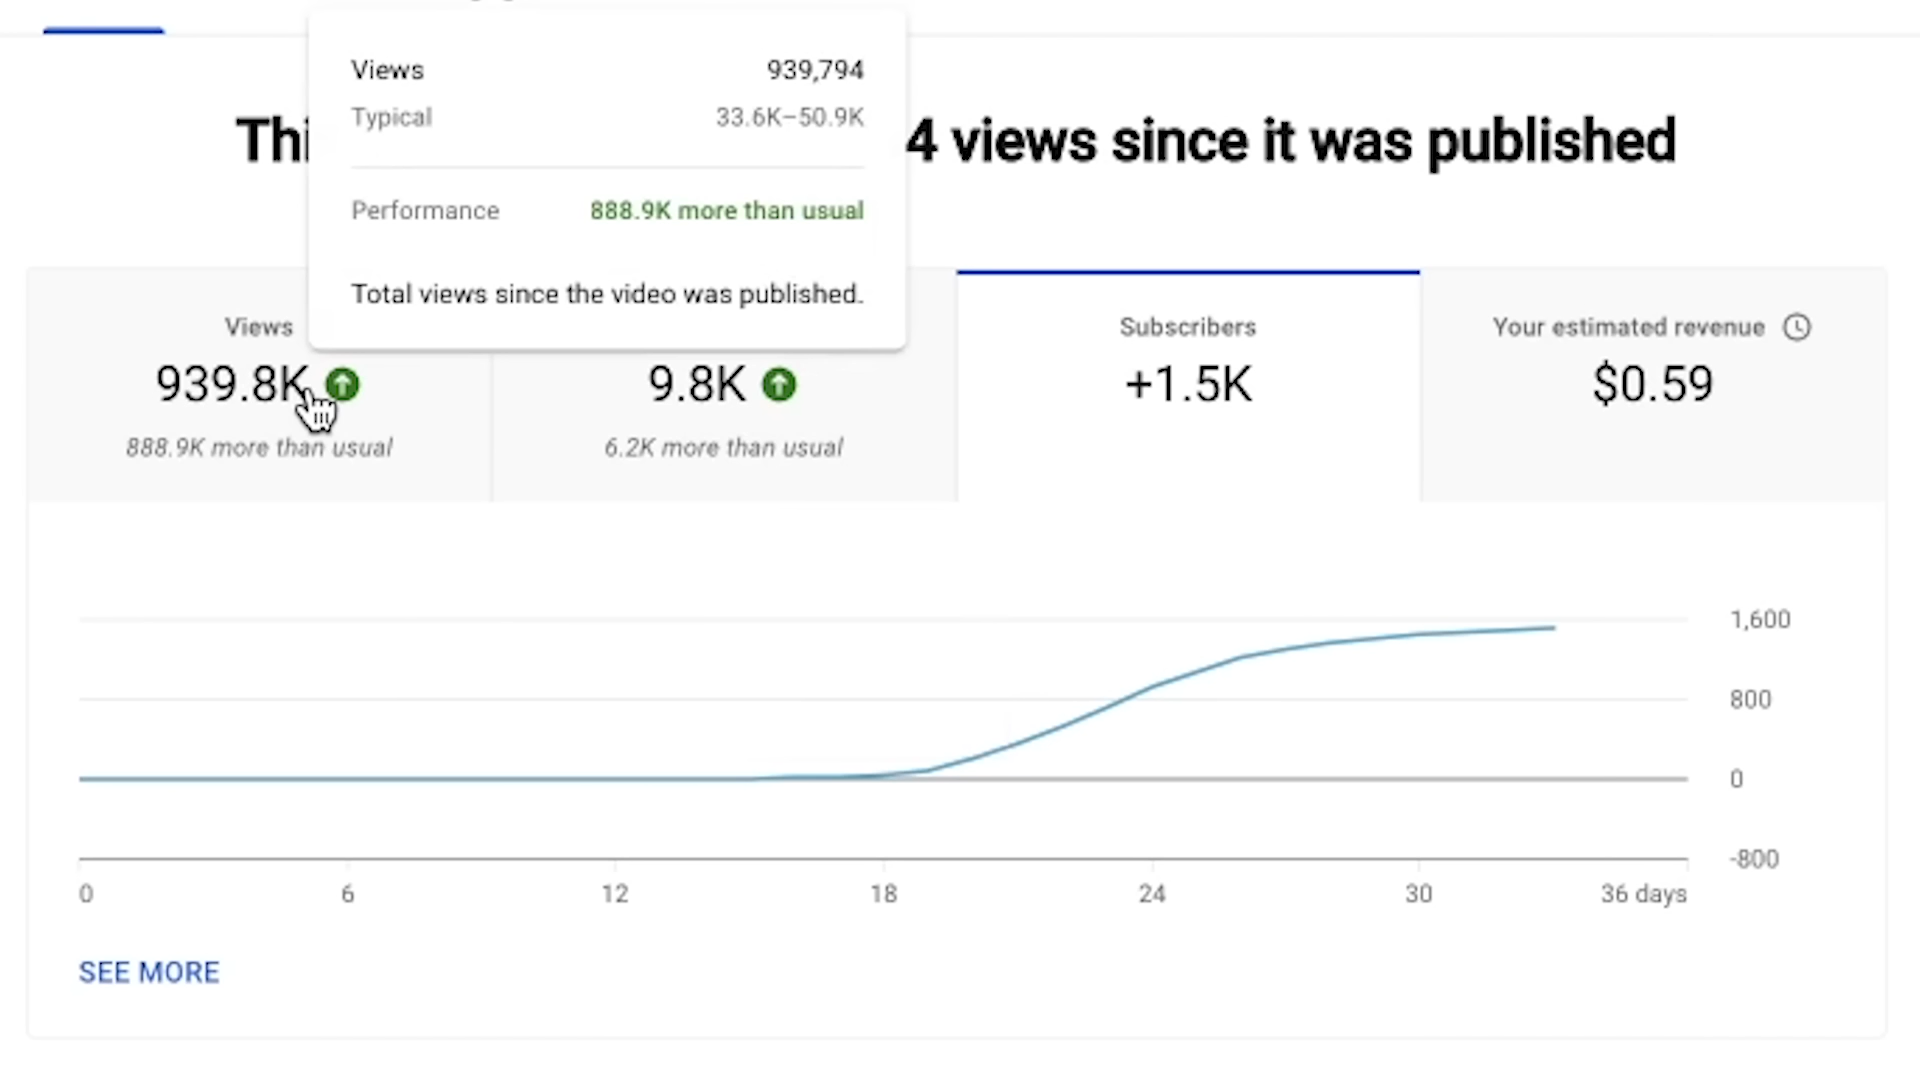 Views 939,794
Typical 33.6K–50.9K
Thi 4 views since it was published
Performance 888.9K more than usual
Total views since the video was published.
Views
939.8K
888.9K more than usual
9.8K
6.2K more than usual
Subscribers
+1.5K
Your estimated revenue
$0.59
1,600
800
0
-800
0 6 12 18 24 30 36 days
SEE MORE